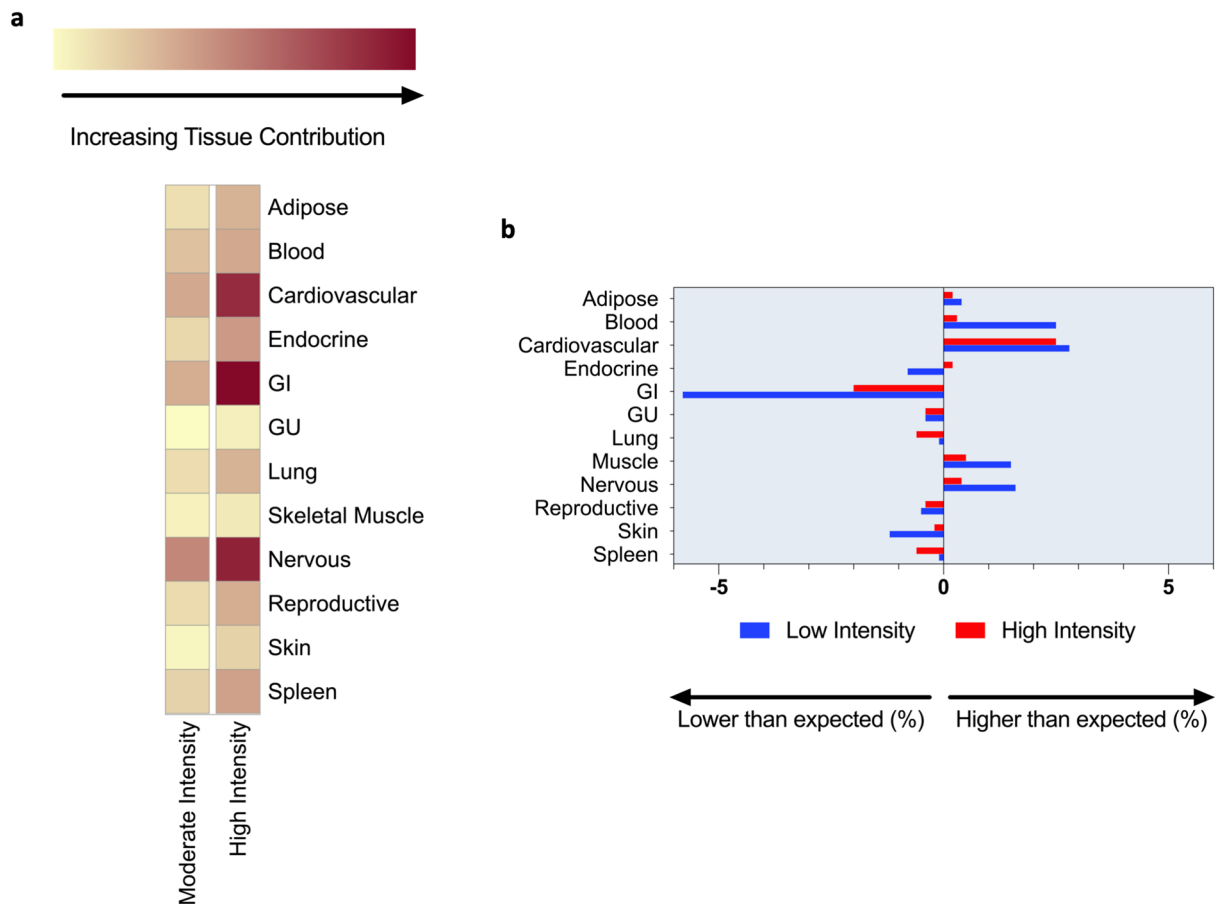 a
Increasing Tissue Contribution
Adipose
Blood
Cardiovascular
Endocrine
GI
GU
Lung
Skeletal Muscle
Nervous
Reproductive
Skin
Spleen
Moderate Intensity
High Intensity
b
Adipose
Blood
Cardiovascular
Endocrine
GI
GU
Lung
Muscle
Nervous
Reproductive
Skin
Spleen
-5 0 5
Low Intensity High Intensity
Lower than expected (%) Higher than expected (%)